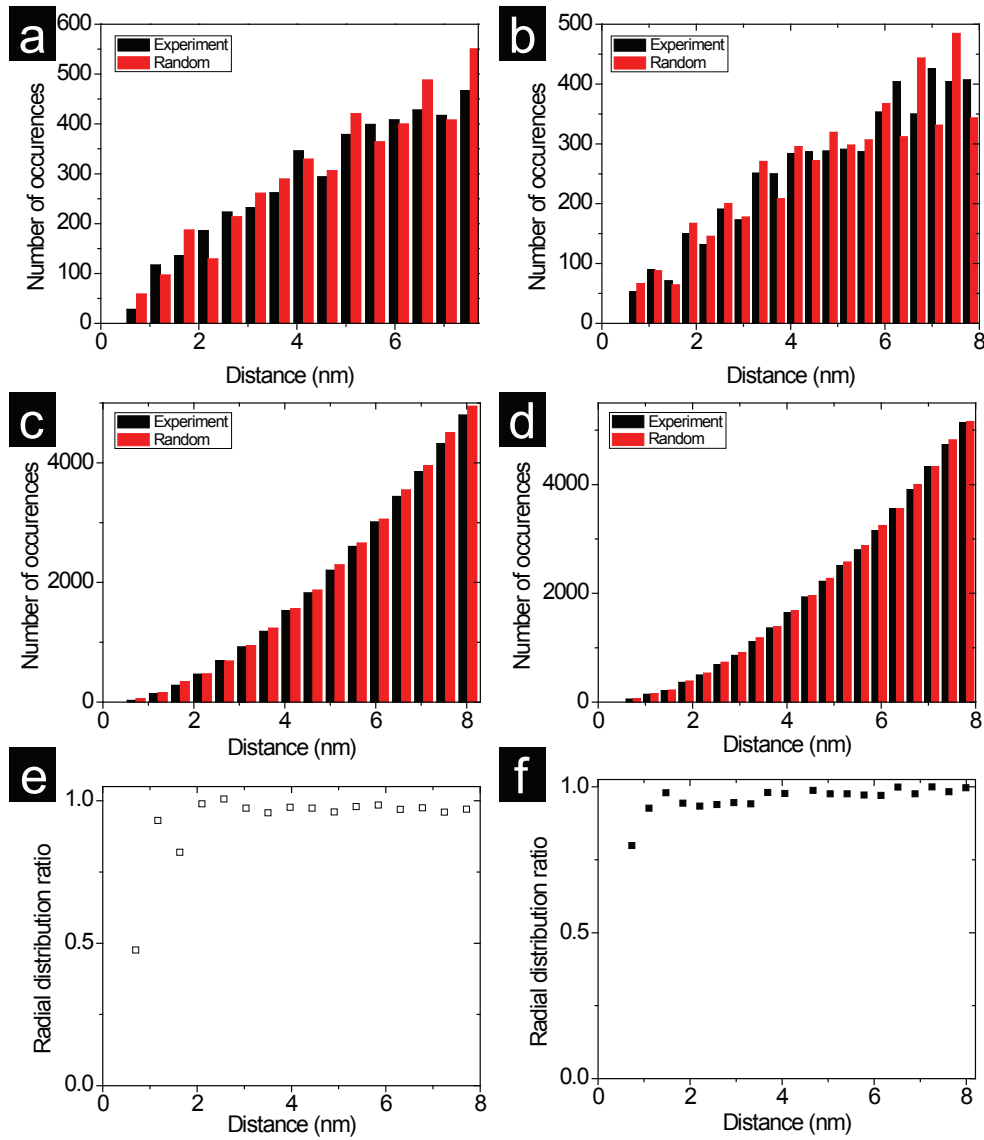 a
600
500
400
300
200
100
0
Number of occurences
Experiment
Random
0 2 4 6
Distance (nm)
b
500
400
300
200
100
0
Number of occurences
Experiment
Random
0 2 4 6 8
Distance (nm)
c
4000
2000
0
Number of occurences
Experiment
Random
0 2 4 6 8
Distance (nm)
d
4000
2000
0
Number of occurences
Experiment
Random
0 2 4 6 8
Distance (nm)
e
1.0
0.5
0.0
Radial distribution ratio
0 2 4 6 8
Distance (nm)
f
1.0
0.5
0.0
Radial distribution ratio
0 2 4 6 8
Distance (nm)